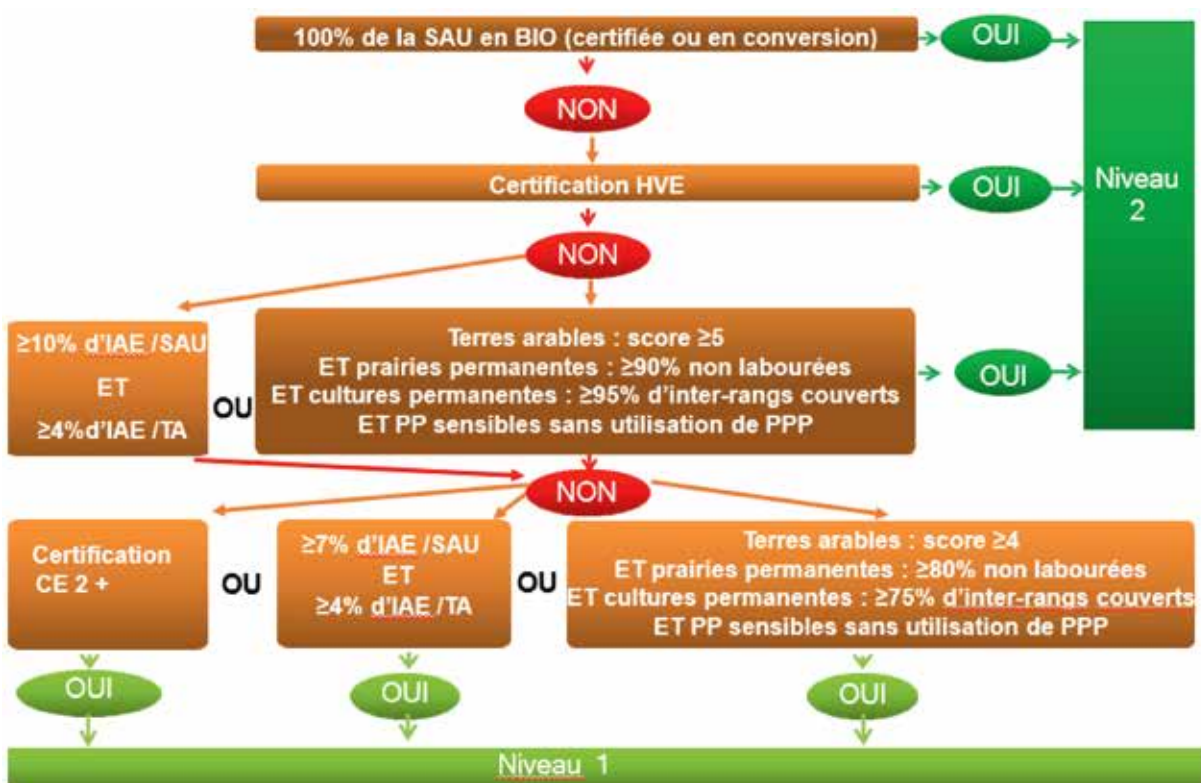 100% de la SAU en BIO (certifiée ou en conversion)
OUI
NON
Certification HVE
OUI
Niveau
2
NON
≥10% d'IAE /SAU
ET
≥4%d'IAE /TA
OU
Terres arables : score ≥5
ET prairies permanentes : ≥90% non labourées
ET cultures permanentes : ≥95% d'inter-rangs couverts
ET PP sensibles sans utilisation de PPP
OUI
NON
Certification
CE 2 +
OU
≥7% d'IAE /SAU
ET
≥4% d'IAE/TA
OU
Terres arables : score ≥4
ET prairies permanentes : ≥80% non labourées
ET cultures permanentes : ≥75% d'inter-rangs couverts
ET PP sensibles sans utilisation de PPP
OUI
OUI
OUI
Niveau 1